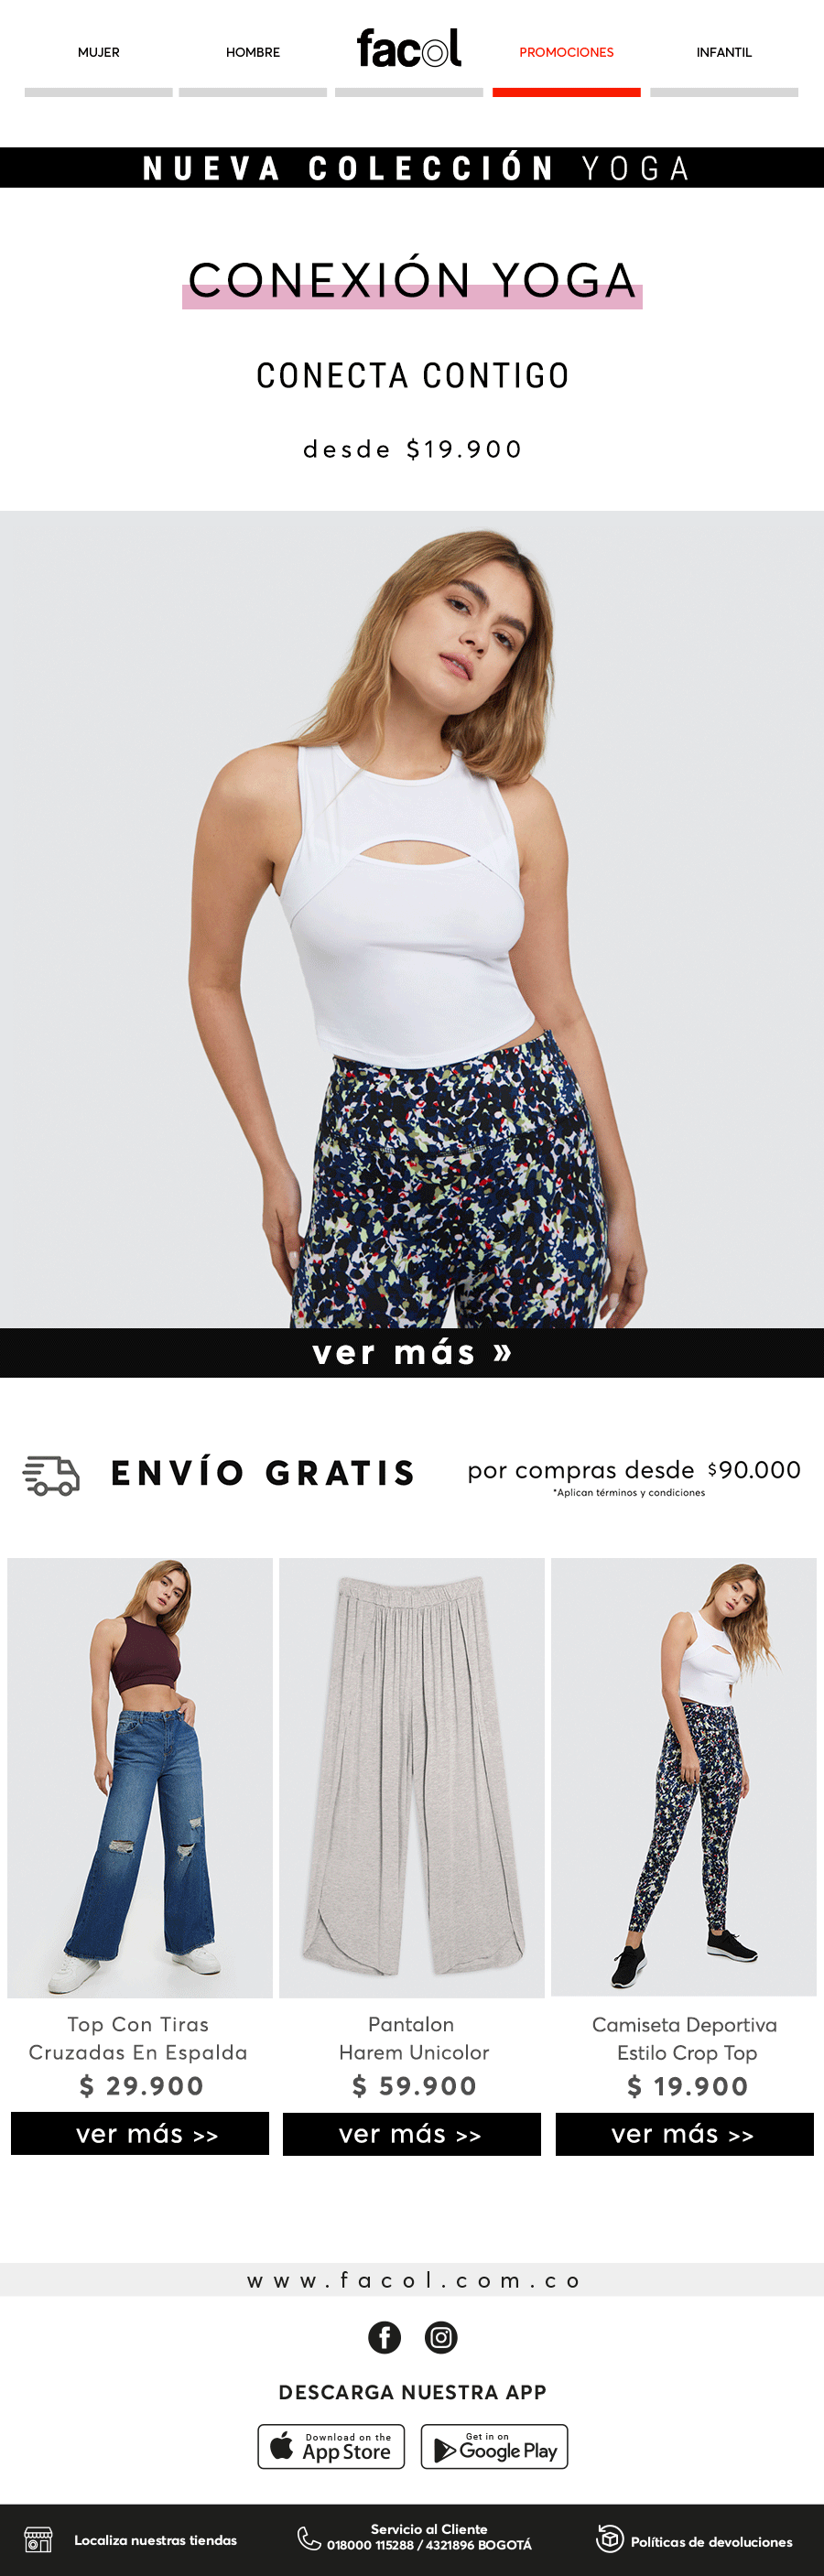 MUJER
HOMBRE
facol
PROMOCIONES
INFANTIL
NUEVA COLECCIÓN YOGA
CONEXIÓN YOGA
CONECTA CONTIGO
desde $19.900
ver más »
ENVÍO GRATIS
por compras desde $90.000
*Aplican términos y condiciones
Top Con Tiras
Cruzadas En Espalda
$ 29.900
ver más >>
Pantalon
Harem Unicolor
$ 59.900
ver más >>
Camiseta Deportiva
Estilo Crop Top
$ 19.900
ver más >>
www.facol.com.co
DESCARGA NUESTRA APP
Download on the
App Store
Get in on
Google Play
Localiza nuestras tiendas
Servicio al Cliente
018000 115288 / 4321896 BOGOTÁ
Políticas de devoluciones